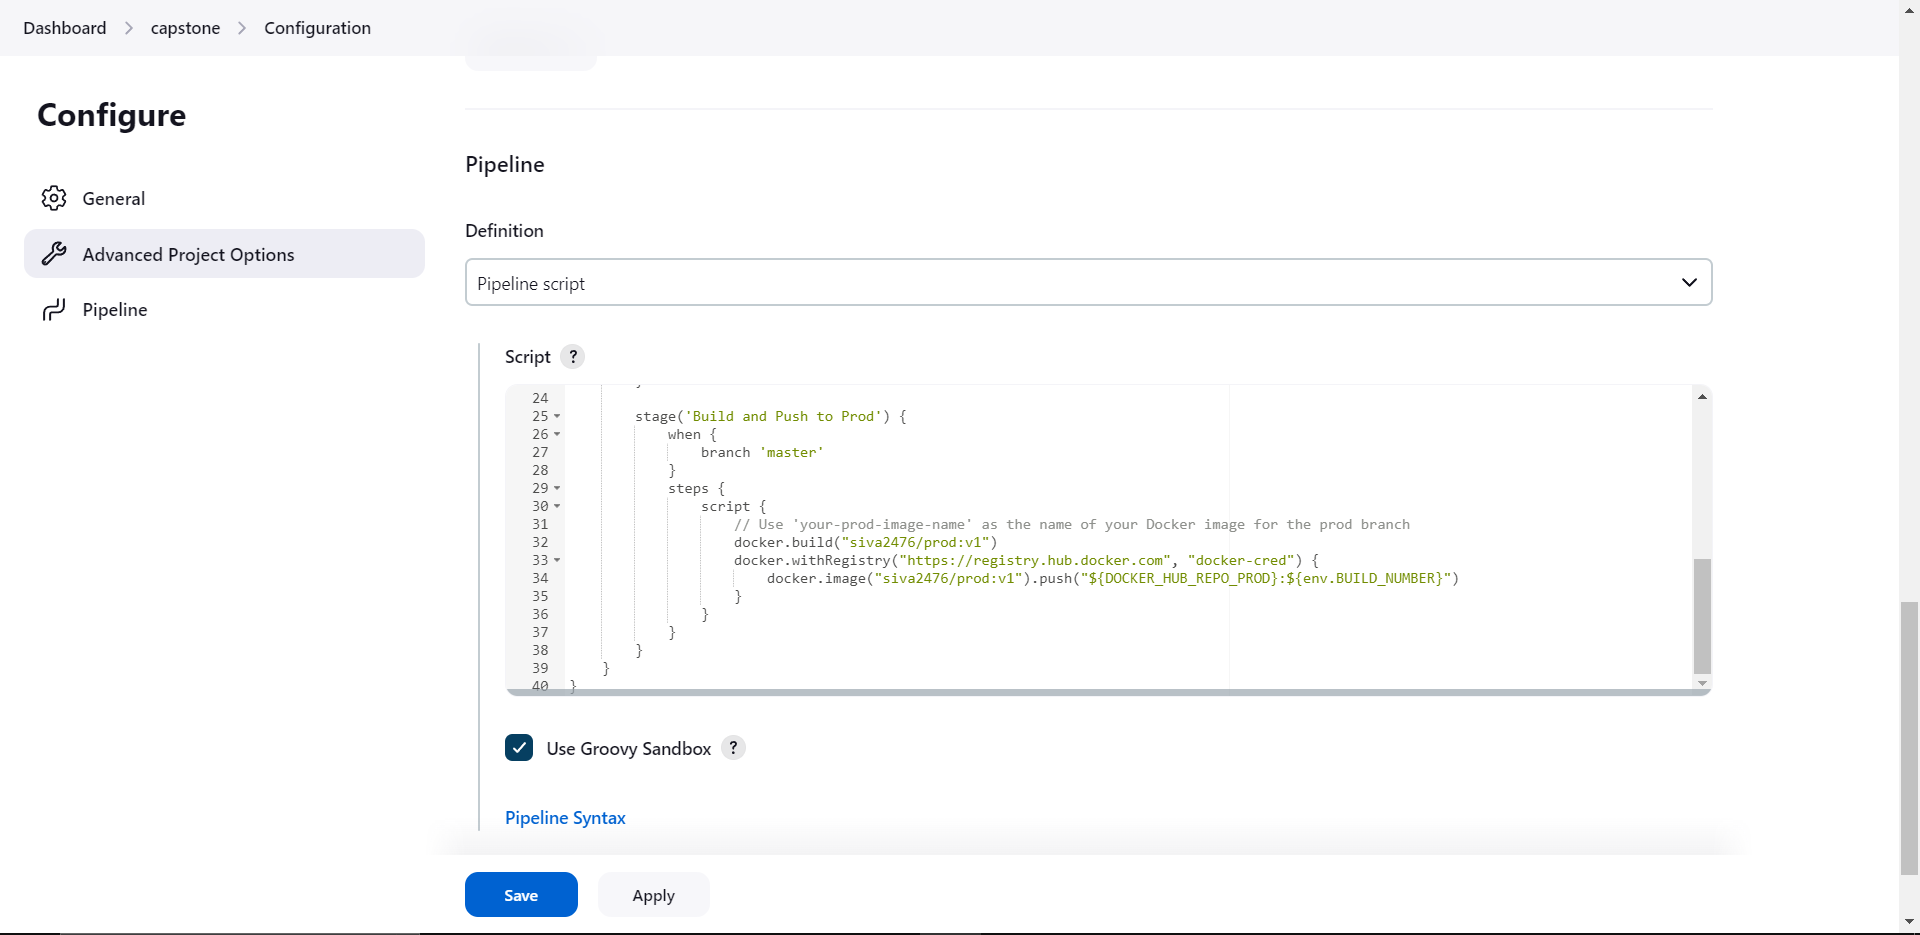 Dashboard > capstone > Configuration
Configure
General
Advanced Project Options
Pipeline
Pipeline
Definition
Pipeline script
Script ?
24
25 stage('Build and Push to Prod') {
26 when {
27 branch 'master'
28 }
29 steps {
30 script {
31 // Use 'your-prod-image-name' as the name of your Docker image for the prod branch
32 docker.build("siva2476/prod:v1")
33 docker.withRegistry("https://registry.hub.docker.com", "docker-cred") {
34 docker.image("siva2476/prod:v1").push("${DOCKER_HUB_REPO_PROD}:${env.BUILD_NUMBER}")
35 }
36 }
37 }
38 }
39 }
40 }
Use Groovy Sandbox ?
Pipeline Syntax
Save
Apply